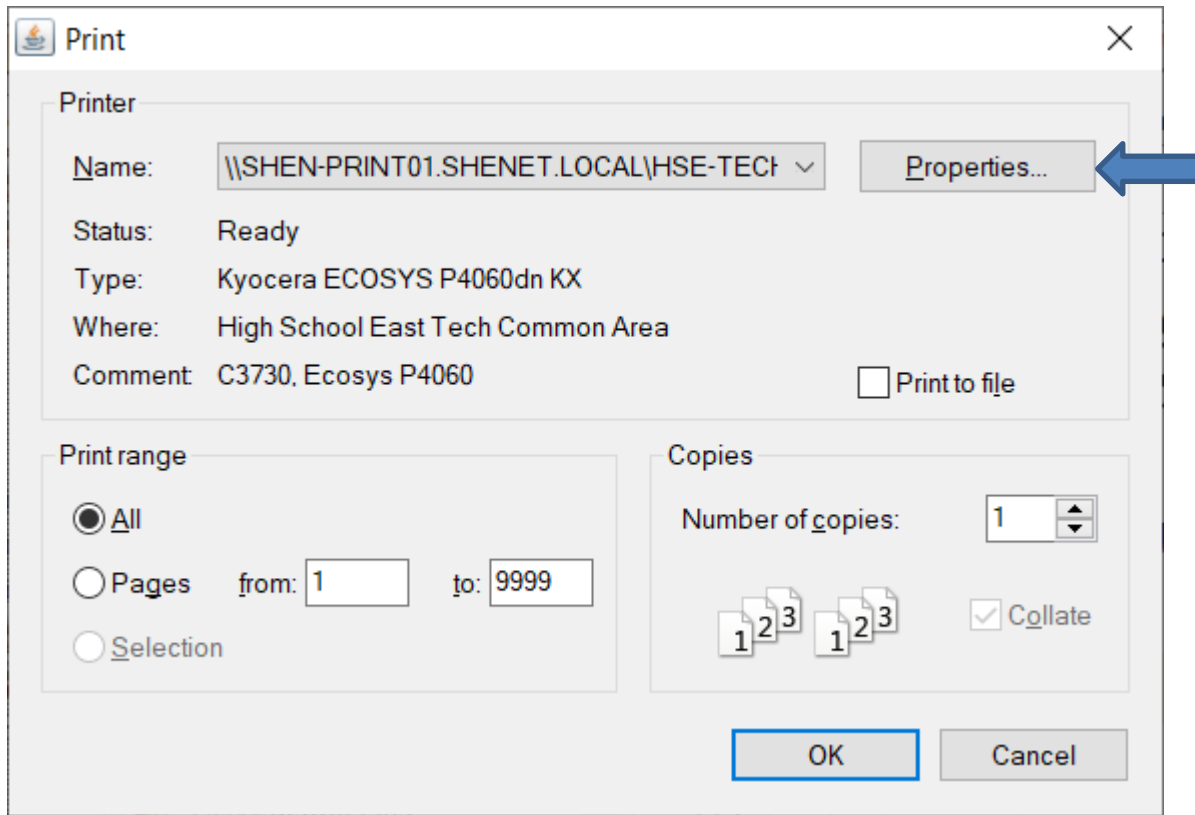 Print
Printer
Name: \\SHEN-PRINT01.SHENET.LOCAL\HSE-TECH Properties...
Status: Ready
Type: Kyocera ECOSYS P4060dn KX
Where: High School East Tech Common Area
Comment: C3730, Ecosys P4060
Print to file
Print range
All
Pages from: 1 to: 9999
Selection
Copies
Number of copies: 1
1 2 3 1 2 3
Collate
OK Cancel